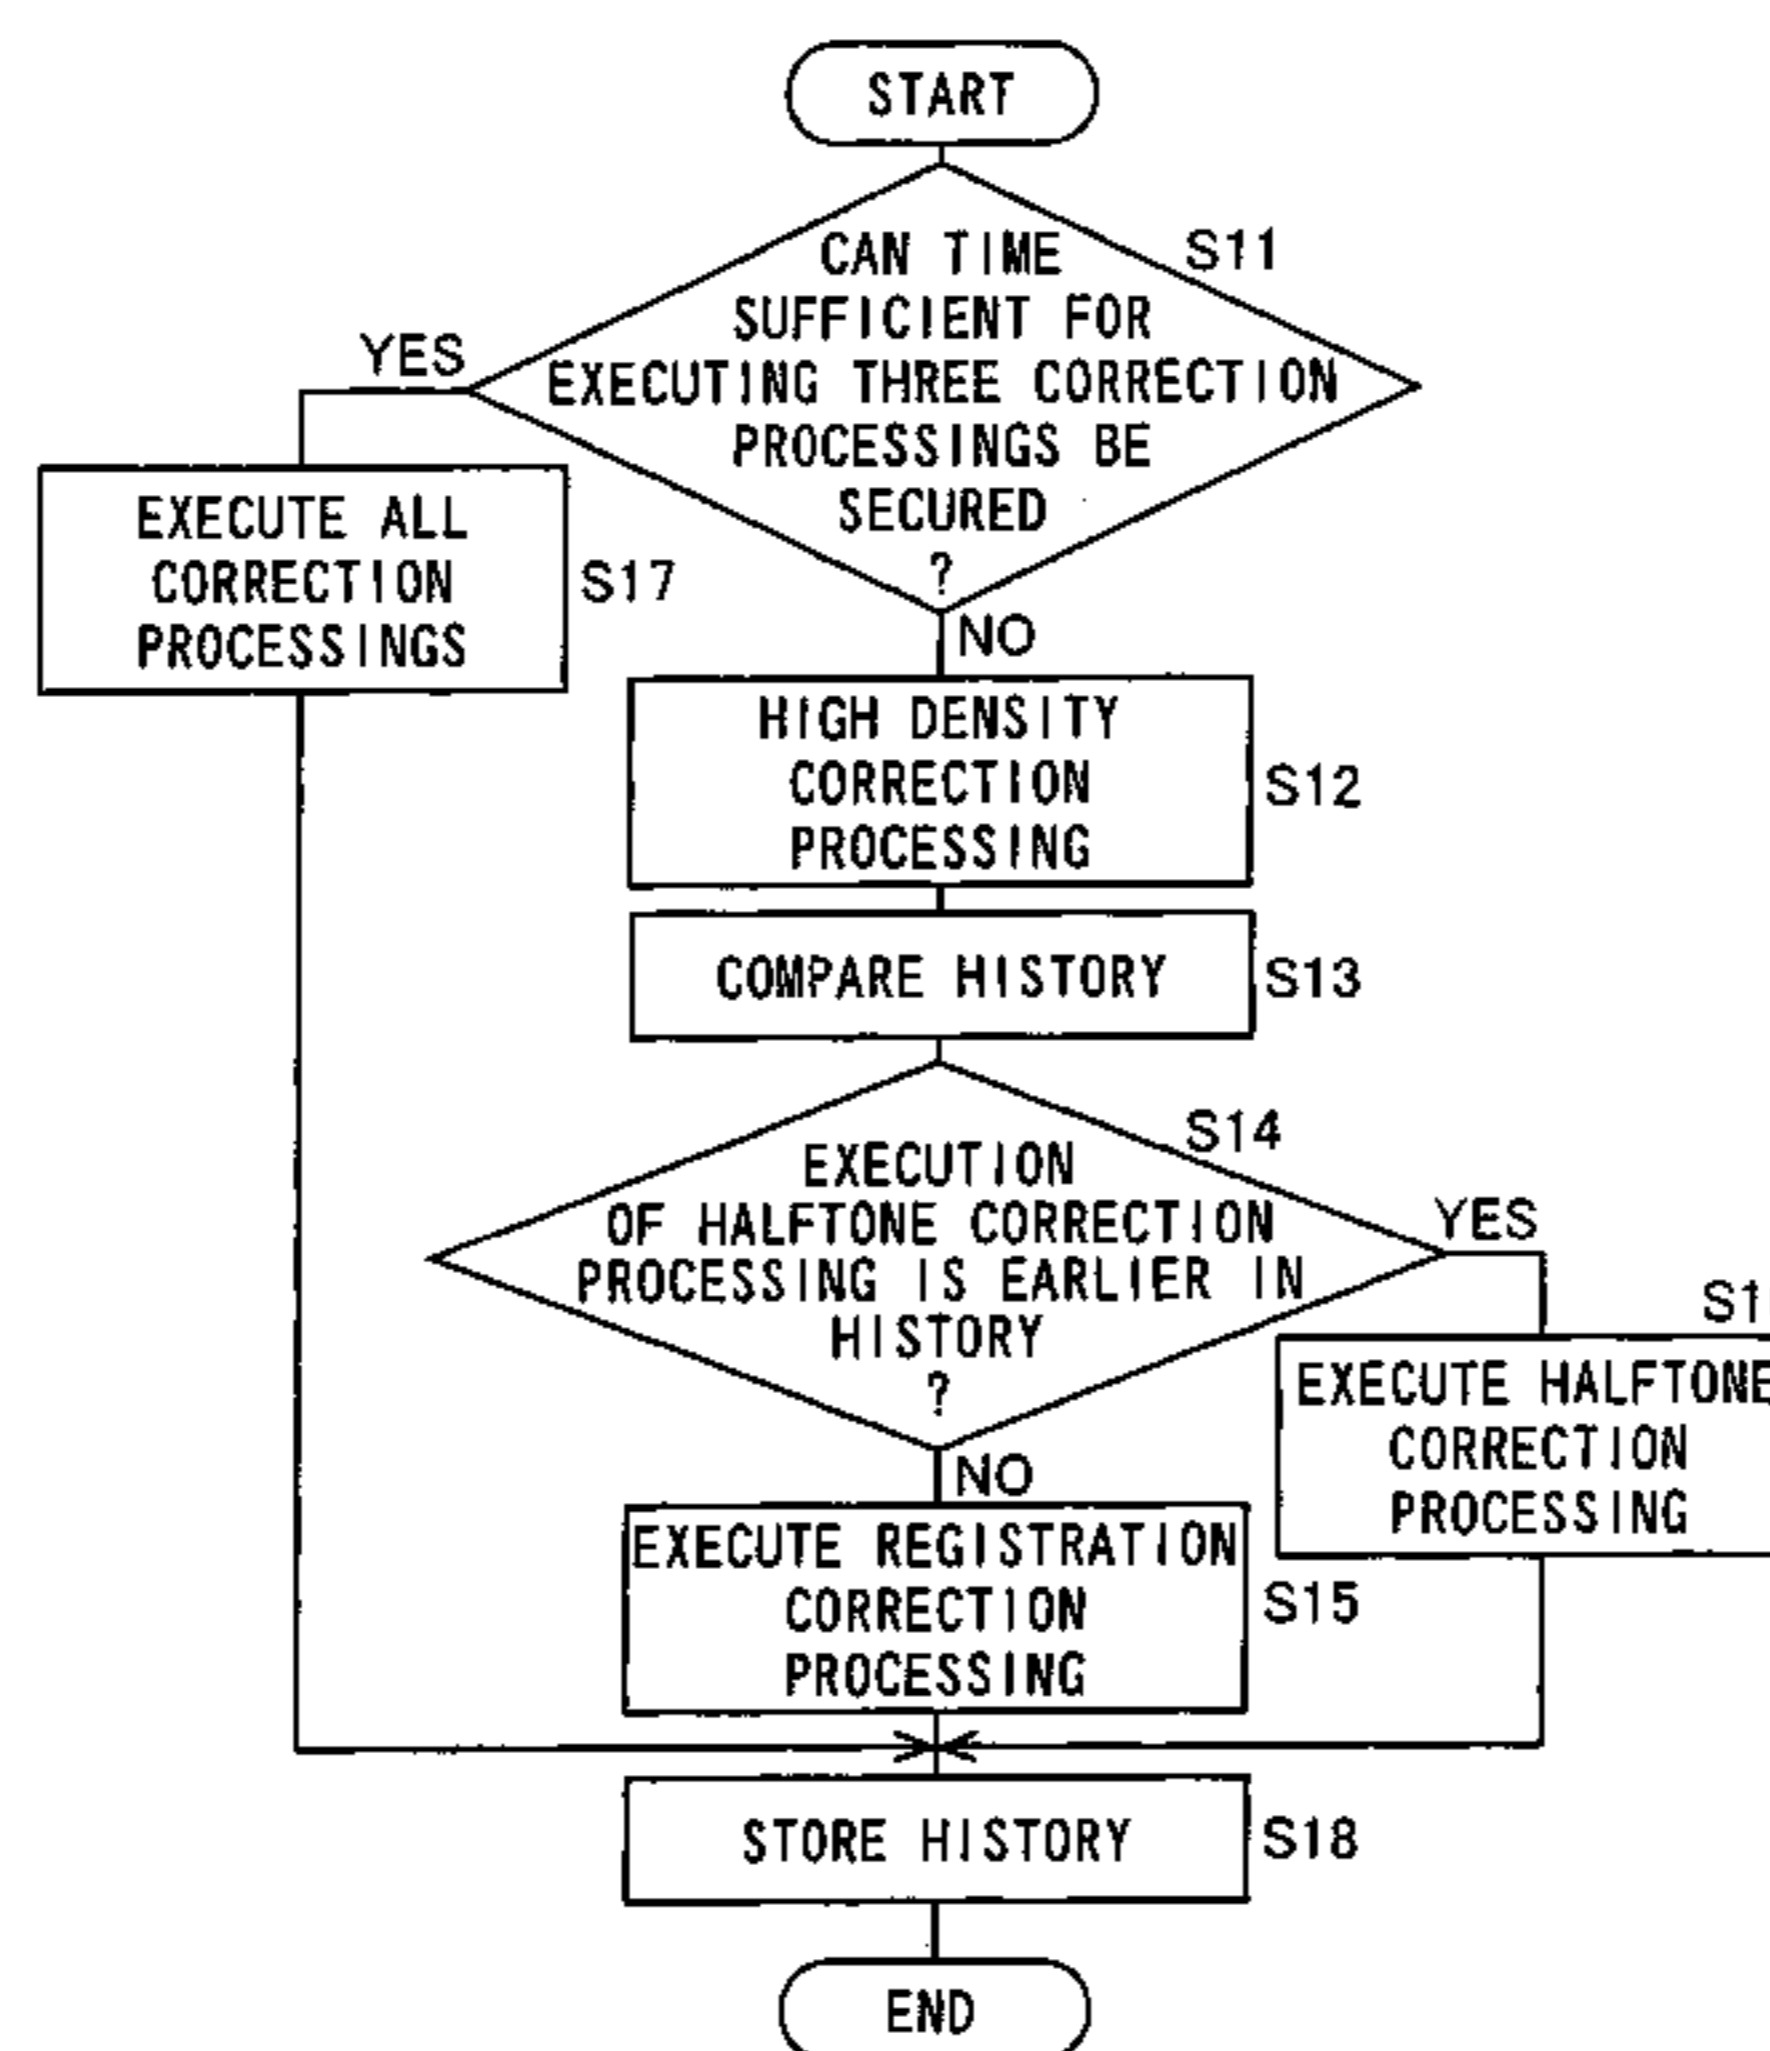 START
CAN TIME
SUFFICIENT FOR
EXECUTING THREE CORRECTION
PROCESSINGS BE
SECURED
?
S11
YES
EXECUTE ALL
CORRECTION
PROCESSINGS
S17
NO
HIGH DENSITY
CORRECTION
PROCESSING
S12
COMPARE HISTORY
S13
EXECUTION
OF HALFTONE CORRECTION
PROCESSING IS EARLIER IN
HISTORY
?
S14
YES
EXECUTE HALFTONE
CORRECTION
PROCESSING
NO
EXECUTE REGISTRATION
CORRECTION
PROCESSING
S15
STORE HISTORY
S18
END